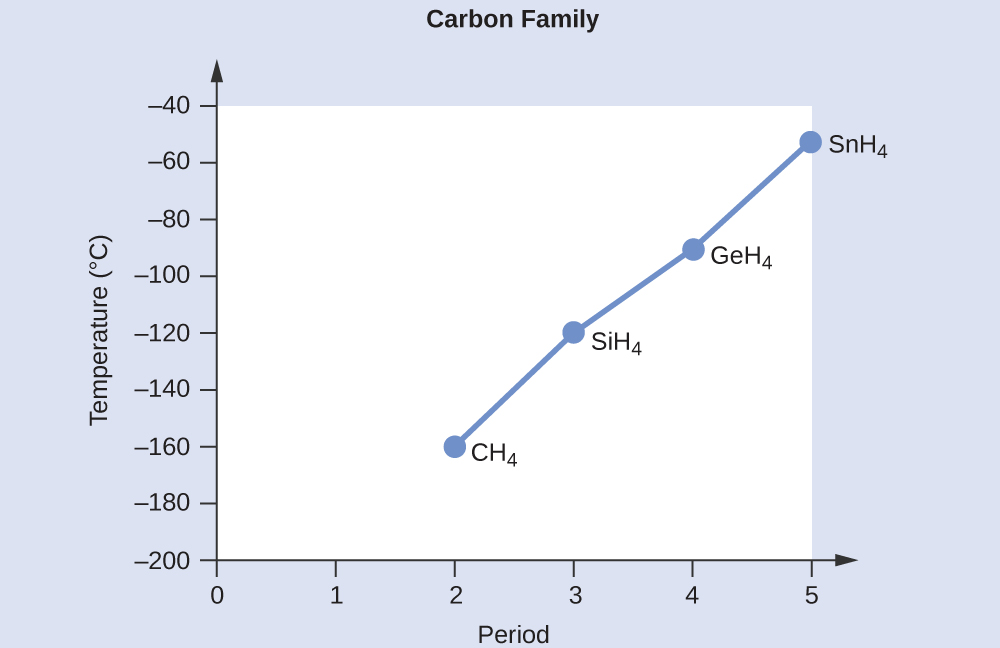 Carbon Family
–40
–60
–80
–100
–120
–140
–160
–180
–200
Temperature (°C)
SnH₄
GeH₄
SiH₄
CH₄
0 1 2 3 4 5
Period